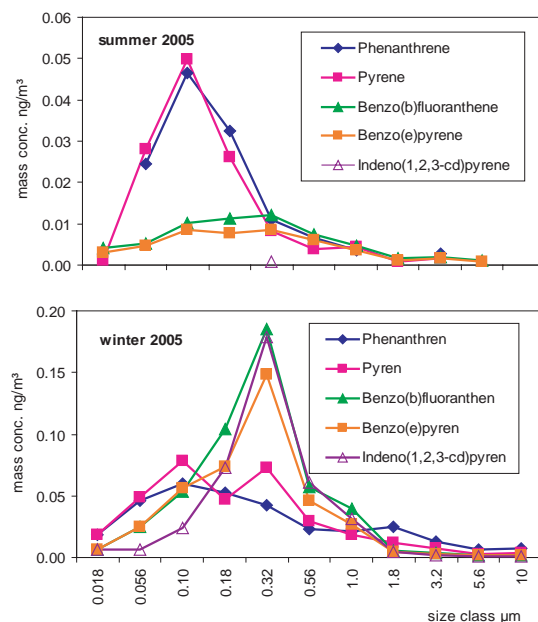 summer 2005
mass conc. ng/m³
0.06
0.05
0.04
0.03
0.02
0.01
0.00
Phenanthrene
Pyrene
Benzo(b)fluoranthene
Benzo(e)pyrene
Indeno(1,2,3-cd)pyrene
winter 2005
mass conc. ng/m³
0.20
0.15
0.10
0.05
0.00
Phenanthren
Pyren
Benzo(b)fluoranthen
Benzo(e)pyren
Indeno(1,2,3-cd)pyren
0.018
0.056
0.10
0.18
0.32
0.56
1.0
1.8
3.2
5.6
10
size class µm